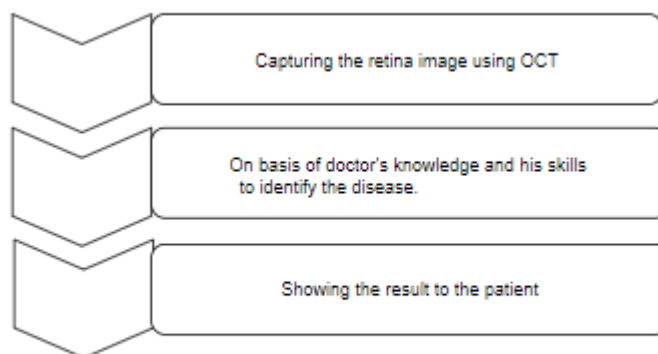 Capturing the retina image using OCT
On basis of doctor's knowledge and his skills
to identify the disease.
Showing the result to the patient